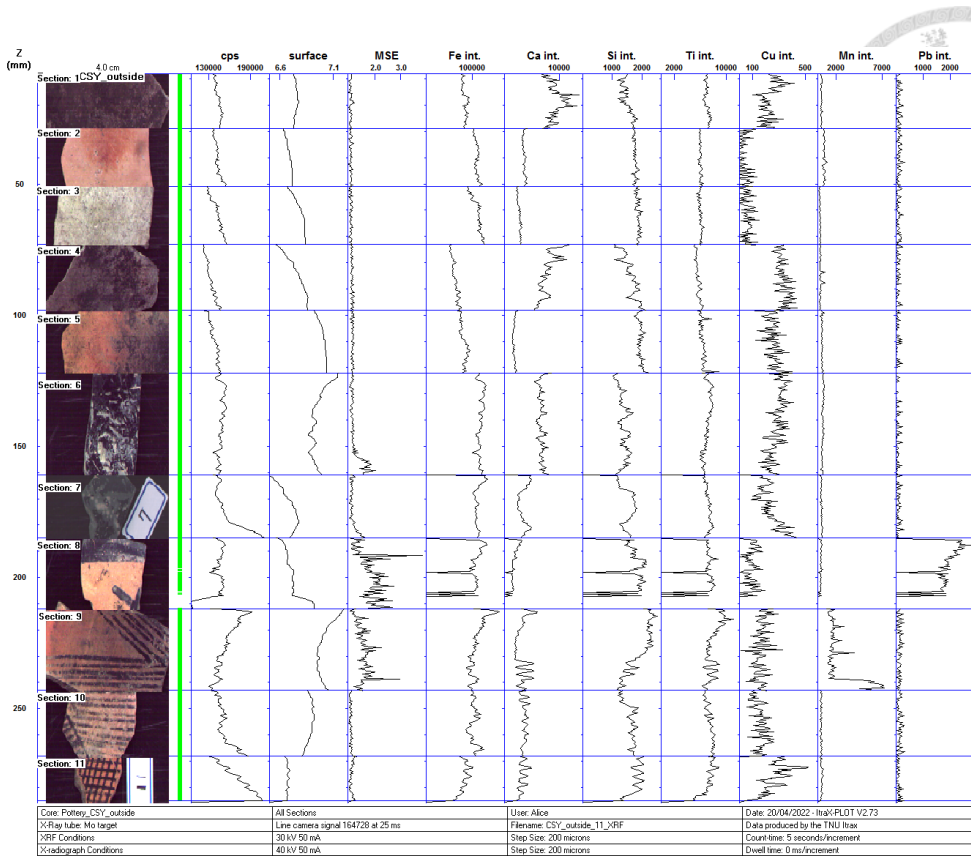 Z
(mm)
4.0 cm
cps
130000 190000
surface
6.6 7.1
MSE
1.0 2.0 3.0
Fe int.
100000
Ca int.
10000
Si int.
1000 2000
Ti int.
2000 10000
Cu int.
100 500
Mn int.
2000 7000
Pb int.
1000 2000
Section: 1 CSY_outside
Section: 2
50
Section: 3
Section: 4
100
Section: 5
Section: 6
150
Section: 7
7
Section: 8
200
Section: 9
Section: 10
250
Section: 11
Core: Pottery_CSY_outside All Sections User: Alice Date: 20/04/2022 - ItraX-PLOT V2.73
X-Ray tube: Mo target Line camera signal 164728 at 25 ms Filename: CSY_outside_11_XRF Data produced by the TNU Itrax
XRF Conditions 30 kV 50 mA Step Size: 200 microns Count-time: 5 seconds/increment
X-radiograph Conditions 40 kV 50 mA Step Size: 200 microns Dwell time: 0 ms/increment